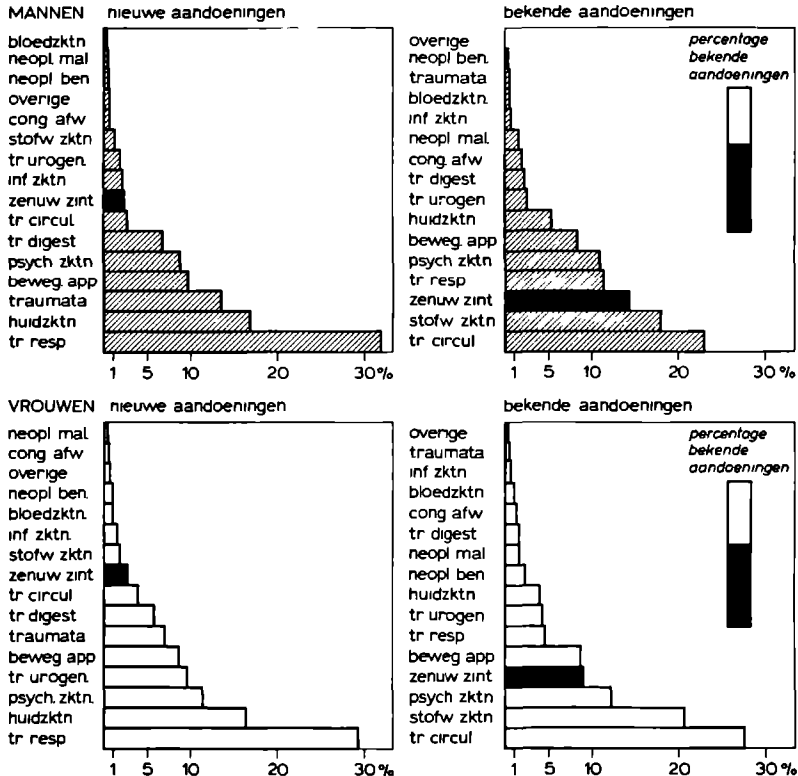 MANNEN nieuwe aandoeningen
bloedzktn
neopl. mal
neopl ben
overige
cong afw
stofw zktn
tr urogen.
inf zktn
zenuw zint
tr circul
tr digest
psych zktn
beweg. app
traumata
huidzktn
tr resp
1 5 10 20 30 %
bekende aandoeningen
overige
neopl ben.
traumata
bloedzktn.
inf zktn
neopl mal.
cong. afw
tr digest
tr urogen
huidzktn
beweg. app
psych zktn
tr resp
zenuw zint
stofw zktn
tr circul
1 5 10 20 30 %
percentage
bekende
aandoeningen
VROUWEN nieuwe aandoeningen
neopl mal
cong afw
overige
neopl ben.
bloedzktn.
inf zktn.
stofw zktn
zenuw zint
tr circul
tr digest
traumata
beweg app
tr urogen.
psych. zktn.
huidzktn
tr resp
1 5 10 20 30 %
bekende aandoeningen
overige
traumata
inf zktn
bloedzktn
cong afw
tr digest
neopl mal
neopl ben
huidzktn
tr urogen
tr resp
beweg app
zenuw zint
psych zktn
stofw zktn
tr circul
1 5 10 20 30 %
percentage
bekende
aandoeningen